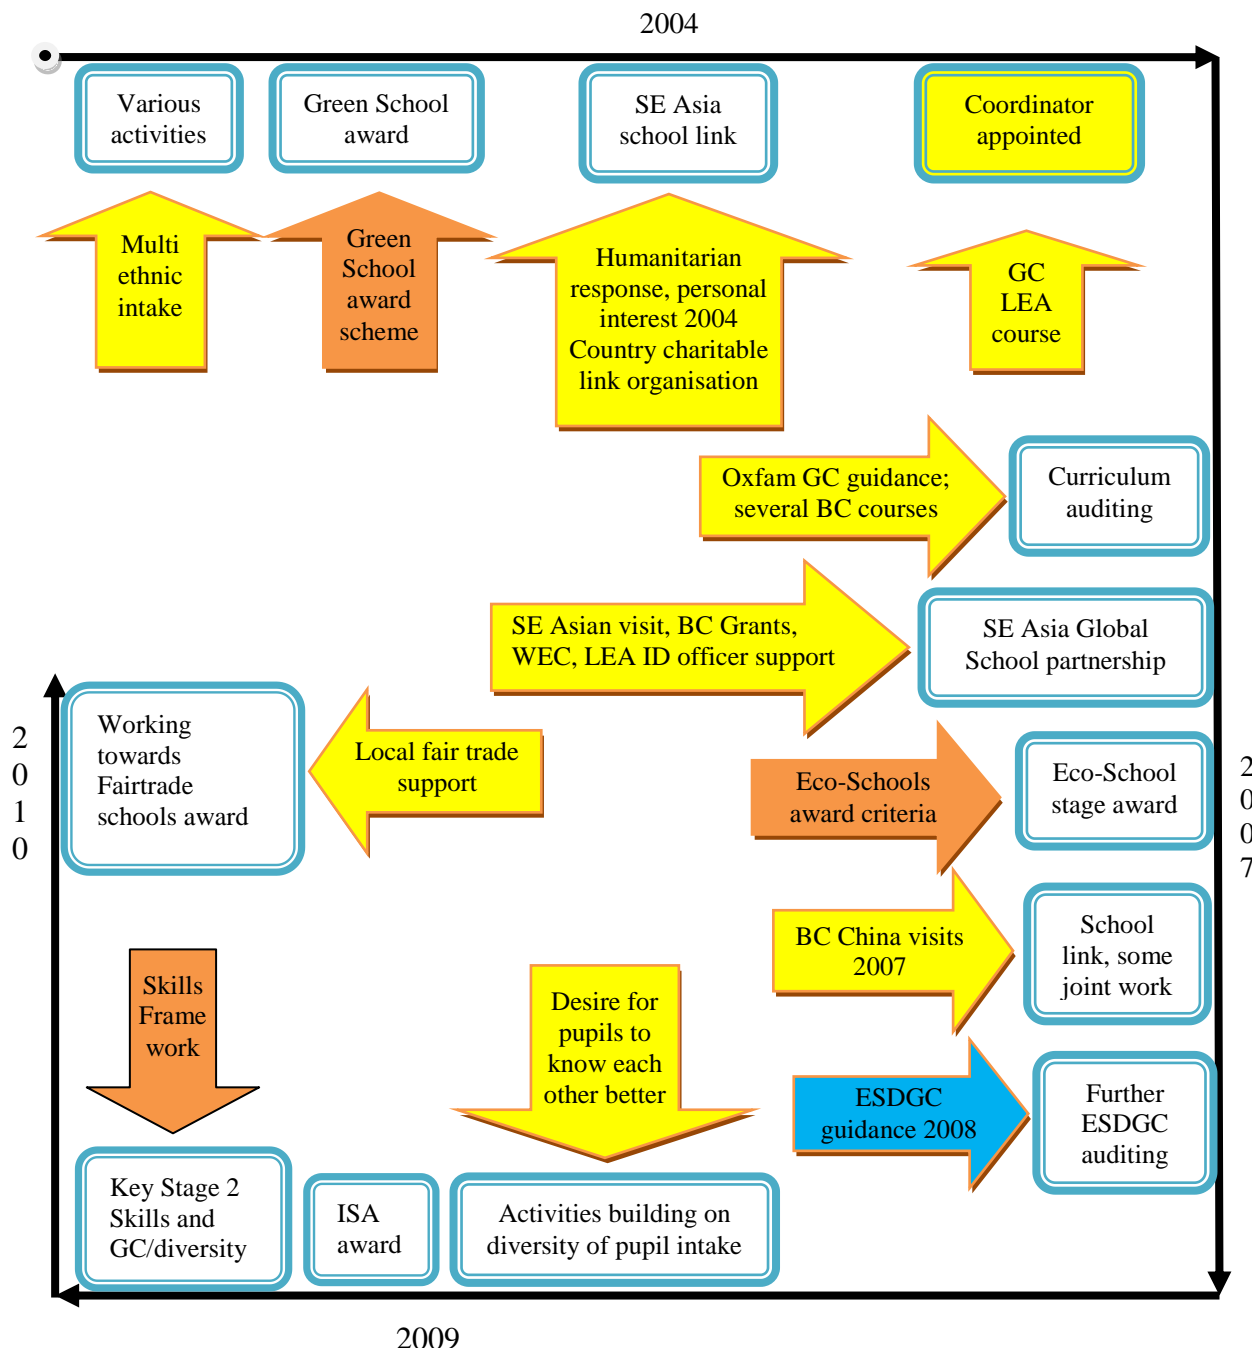 2004
Various
activities
Green School
award
SE Asia
school link
Coordinator
appointed
Multi
ethnic
intake
Green
School
award
scheme
Humanitarian
response, personal
interest 2004
Country charitable
link organisation
GC
LEA
course
Oxfam GC guidance;
several BC courses
Curriculum
auditing
SE Asian visit, BC Grants,
WEC, LEA ID officer support
SE Asia Global
School partnership
2
0
1
0
Working
towards
Fairtrade
schools award
Local fair trade
support
Eco-Schools
award criteria
Eco-School
stage award
2
0
0
7
BC China visits
2007
School
link, some
joint work
Skills
Frame
work
Desire for
pupils to
know each
other better
ESDGC
guidance 2008
Further
ESDGC
auditing
Key Stage 2
Skills and
GC/diversity
ISA
award
Activities building on
diversity of pupil intake
2009